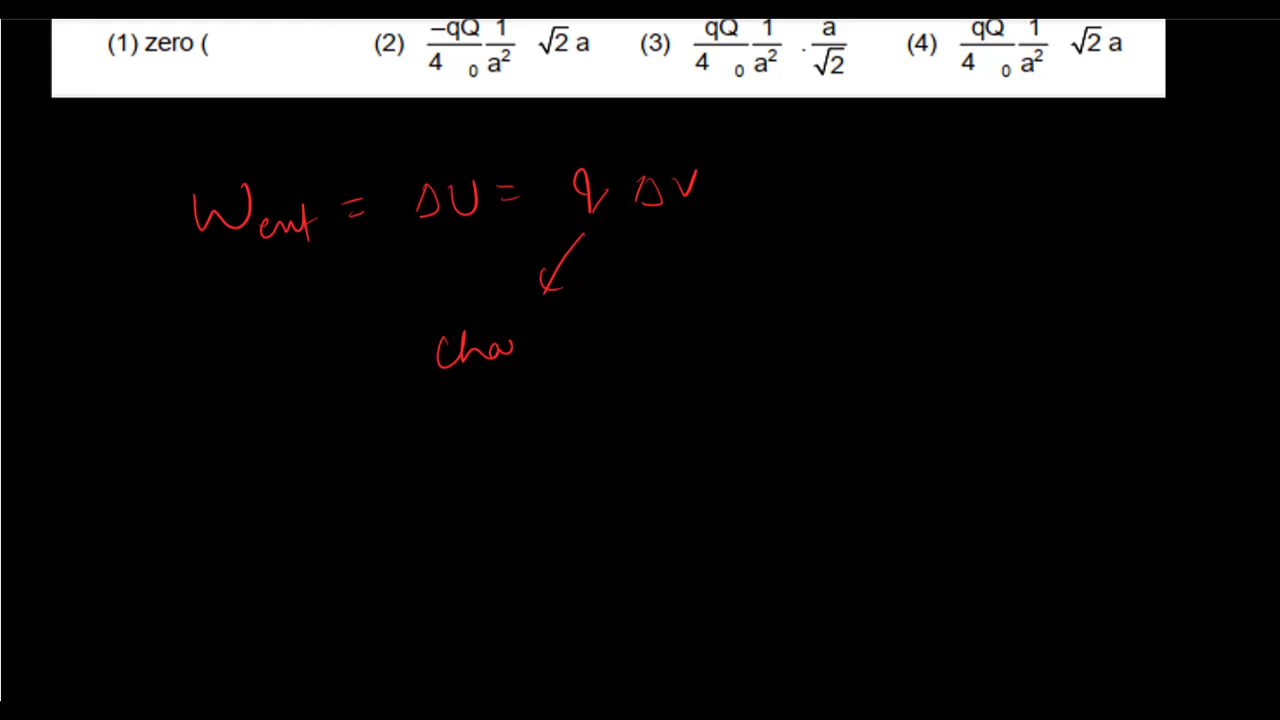 (1) zero ( (2) –qQ/4 ₀ 1/a² √2 a (3) qQ/4 ₀ 1/a² . a/√2 (4) qQ/4 ₀ 1/a² √2 a
Wext = ΔU = q ΔV
cha